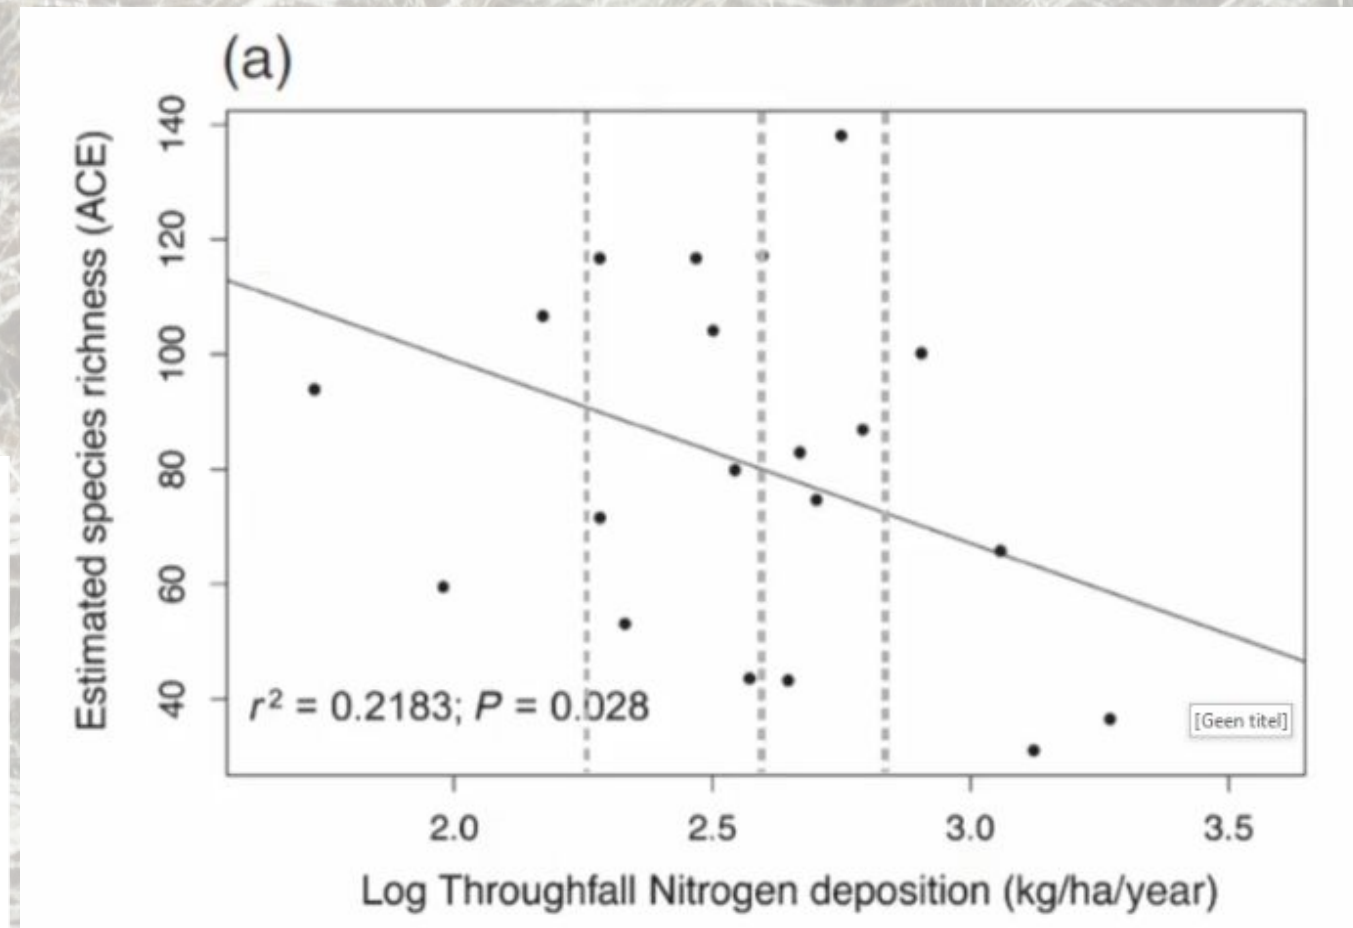 (a)
Estimated species richness (ACE)
140
120
100
80
60
40
r² = 0.2183; P = 0.028
[Geen titel]
2.0 2.5 3.0 3.5
Log Throughfall Nitrogen deposition (kg/ha/year)